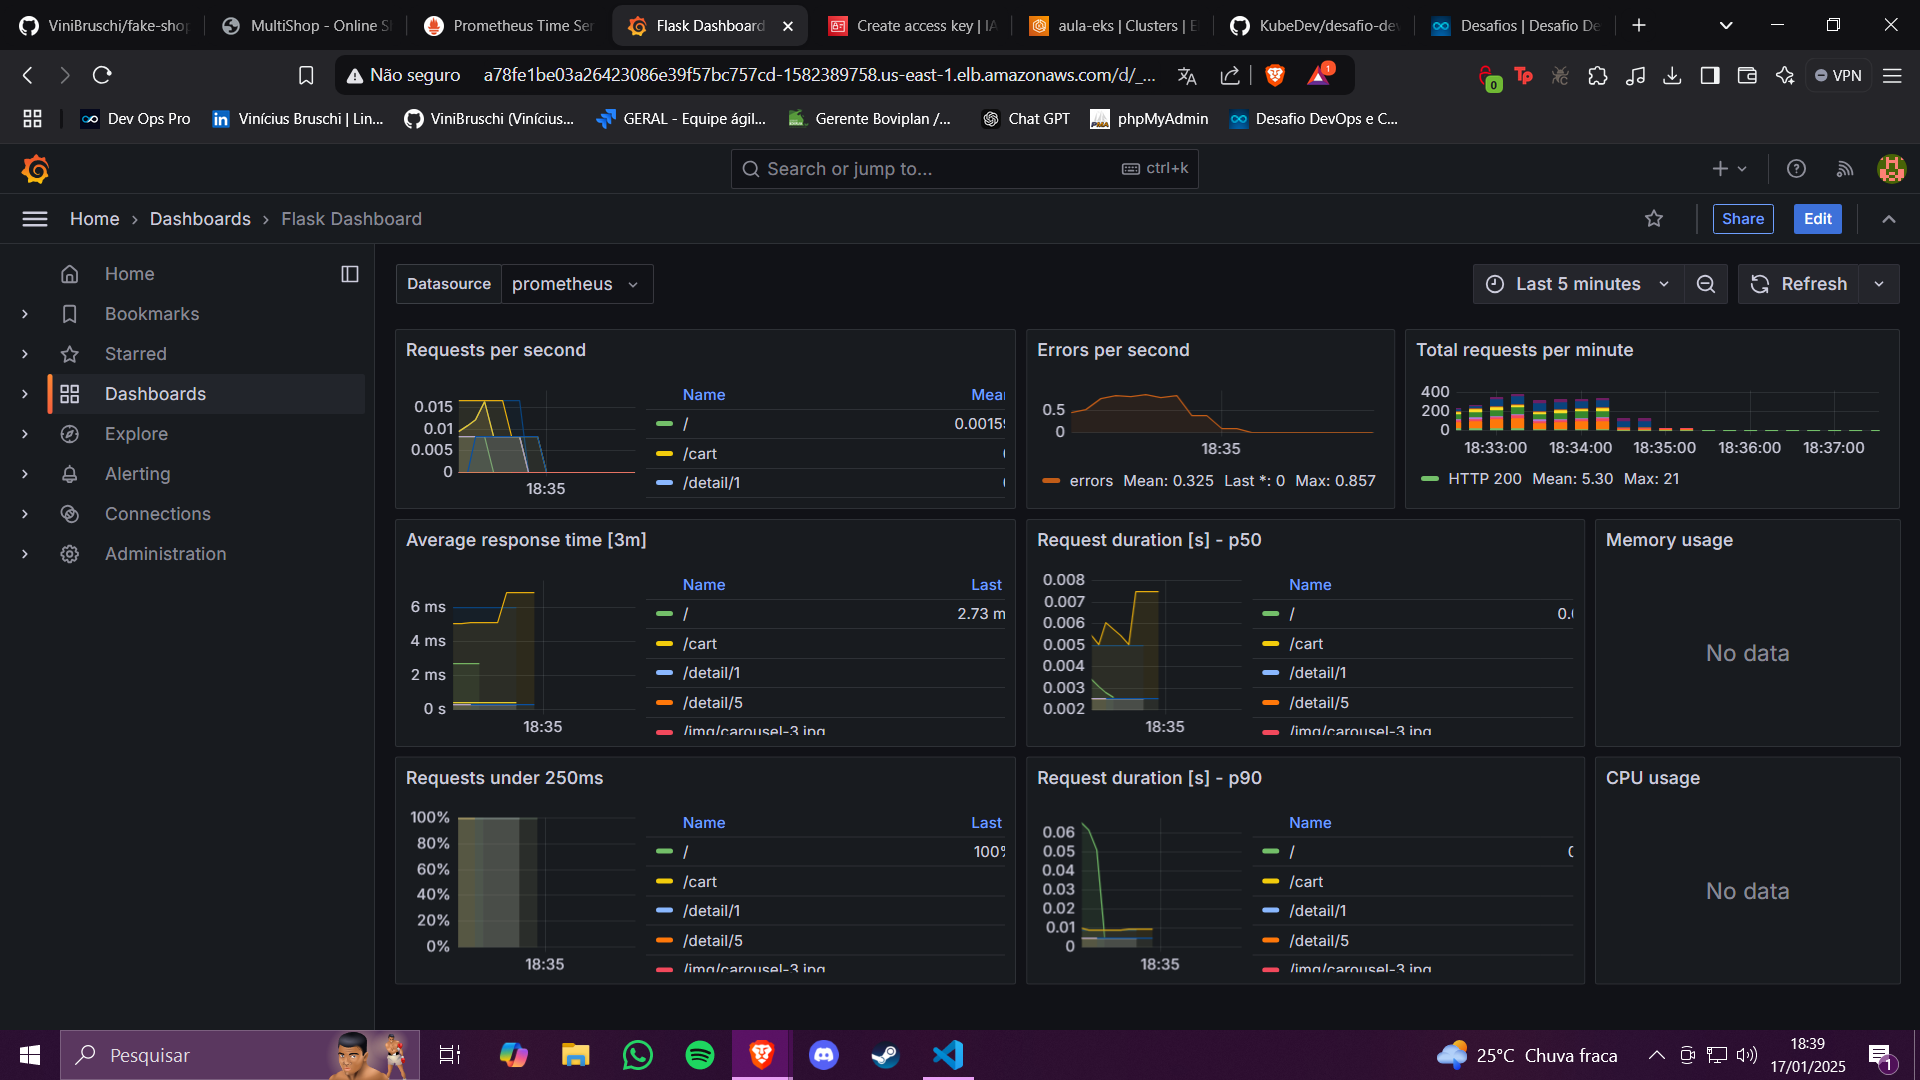 ViniBruschi/fake-shop
MultiShop - Online S
Prometheus Time Ser
Flask Dashboard
Create access key | IA
aula-eks | Clusters | E
KubeDev/desafio-dev
Desafios | Desafio De
Não seguro
a78fe1be03a26423086e39f57bc757cd-1582389758.us-east-1.elb.amazonaws.com/d/_...
1
0
Tp
VPN
Dev Ops Pro
Vinícius Bruschi | Lin...
ViniBruschi (Vinícius...
GERAL - Equipe ágil...
Gerente Boviplan /...
Chat GPT
PMA
phpMyAdmin
Desafio DevOps e C...
Search or jump to...
ctrl+k
Home › Dashboards › Flask Dashboard
Share
Edit
Home
Bookmarks
Starred
Dashboards
Explore
Alerting
Connections
Administration
Datasource
prometheus
Last 5 minutes
Refresh
Requests per second
0.015
0.01
0.005
0
18:35
Name
Mean
/
0.00159
/cart
/detail/1
Errors per second
0.5
0
18:35
errors Mean: 0.325 Last *: 0 Max: 0.857
Total requests per minute
400
200
0
18:33:00 18:34:00 18:35:00 18:36:00 18:37:00
HTTP 200 Mean: 5.30 Max: 21
Average response time [3m]
6 ms
4 ms
2 ms
0 s
18:35
Name
Last
/
2.73 m
/cart
/detail/1
/detail/5
/img/carousel-3.jpg
Request duration [s] - p50
0.008
0.007
0.006
0.005
0.004
0.003
0.002
18:35
Name
/
0.0
/cart
/detail/1
/detail/5
/img/carousel-3.jpg
Memory usage
No data
Requests under 250ms
100%
80%
60%
40%
20%
0%
18:35
Name
Last
/
100%
/cart
/detail/1
/detail/5
/img/carousel-3.jpg
Request duration [s] - p90
0.06
0.05
0.04
0.03
0.02
0.01
0
18:35
Name
/
/cart
/detail/1
/detail/5
/img/carousel-3.jpg
CPU usage
No data
Pesquisar
25°C Chuva fraca
18:39
17/01/2025
1